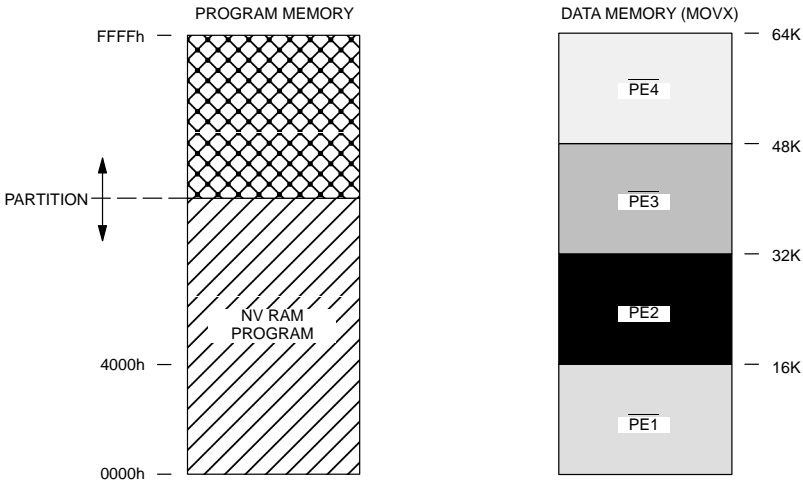 PROGRAM MEMORY
FFFFh
PARTITION
NV RAM
PROGRAM
4000h
0000h
DATA MEMORY (MOVX)
64K
PE4
48K
PE3
32K
PE2
16K
PE1